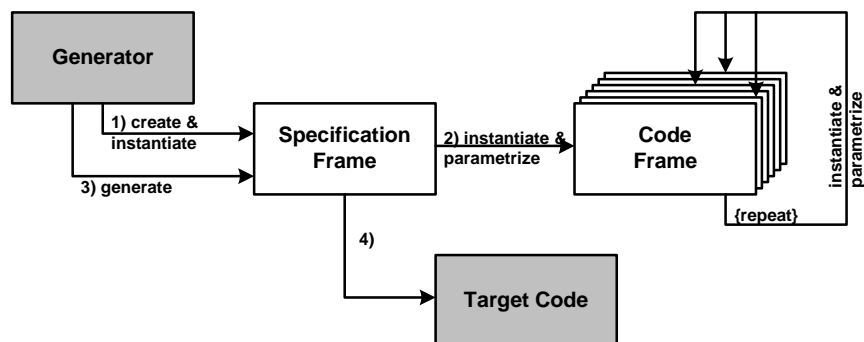 Generator
1) create &
instantiate
3) generate
Specification
Frame
2) instantiate &
parametrize
Code
Frame
instantiate &
parametrize
{repeat}
4)
Target Code